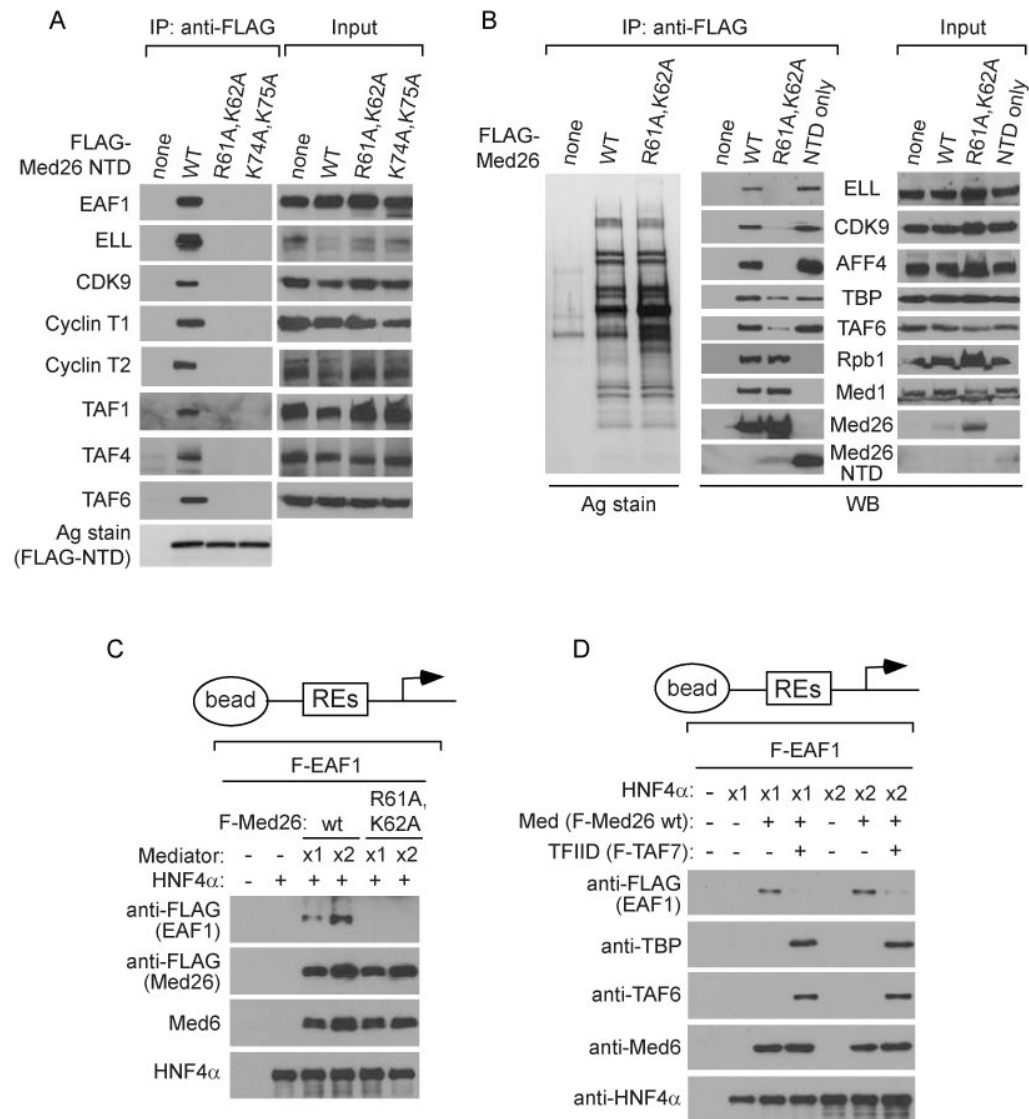 A
IP: anti-FLAG
Input
FLAG-
Med26 NTD
none
WT
R61A,K62A
K74A,K75A
none
WT
R61A,K62A
K74A,K75A
EAF1
ELL
CDK9
Cyclin T1
Cyclin T2
TAF1
TAF4
TAF6
Ag stain
(FLAG-NTD)
B
IP: anti-FLAG
Input
FLAG-
Med26
none
WT
R61A,K62A
none
WT
R61A,K62A
NTD only
none
WT
R61A,K62A
NTD only
ELL
CDK9
AFF4
TBP
TAF6
Rpb1
Med1
Med26
Med26
NTD
Ag stain
WB
C
bead
REs
F-EAF1
R61A,
F-Med26: wt K62A
Mediator: - - x1 x2 x1 x2
HNF4α: - + + + + +
anti-FLAG
(EAF1)
anti-FLAG
(Med26)
Med6
HNF4α
D
bead
REs
F-EAF1
HNF4α: - x1 x1 x1 x2 x2 x2
Med (F-Med26 wt): - - + + - + +
TFIID (F-TAF7) - - + - +
anti-FLAG
(EAF1)
anti-TBP
anti-TAF6
anti-Med6
anti-HNF4α